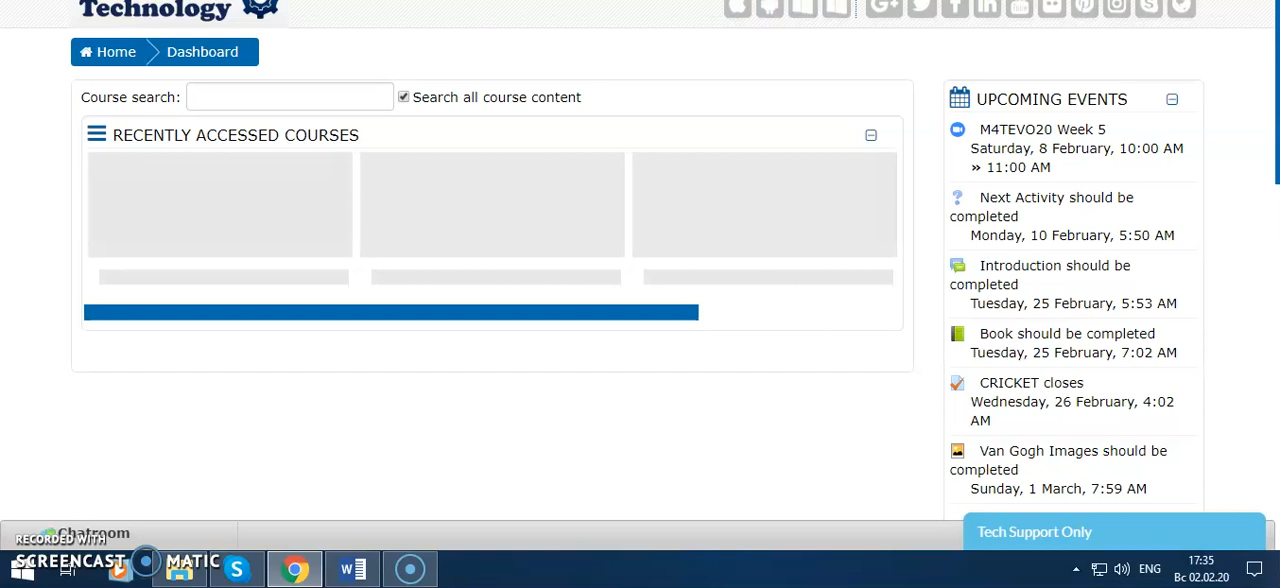 Technology
Home
Dashboard
Course search:
Search all course content
RECENTLY ACCESSED COURSES
UPCOMING EVENTS
M4TEVO20 Week 5
Saturday, 8 February, 10:00 AM
» 11:00 AM
Next Activity should be
completed
Monday, 10 February, 5:50 AM
Introduction should be
completed
Tuesday, 25 February, 5:53 AM
Book should be completed
Tuesday, 25 February, 7:02 AM
CRICKET closes
Wednesday, 26 February, 4:02
AM
Van Gogh Images should be
completed
Sunday, 1 March, 7:59 AM
Chatroom
Tech Support Only
RECORDED WITH
SCREENCAST MATIC
ENG
17:35
Вс 02.02.20